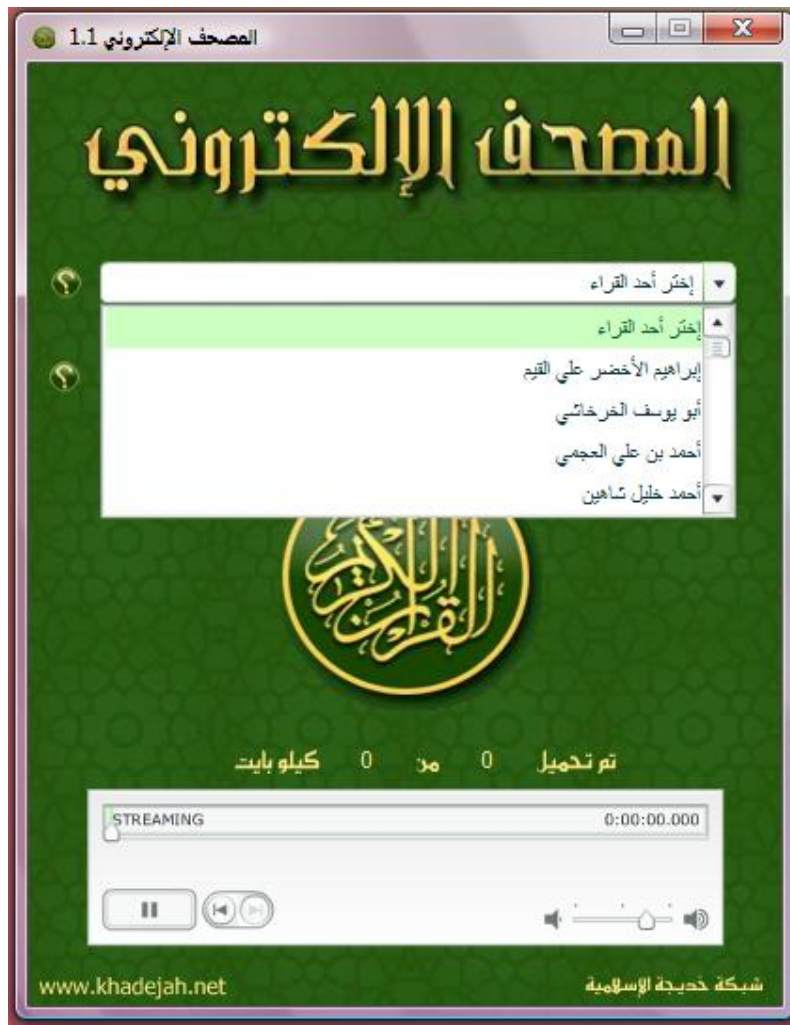 المصحف الإلكتروني 1.1
المصحف الإلكتروني
إختر أحد القراء
إختر أحد القراء
إبراهيم الأخضر علي القيم
أبو يوسف الخرخاشي
أحمد بن علي العجمي
أحمد خليل شاهين
القرآن الكريم
تم تحميل 0 من 0 كيلو بايت
STREAMING 0:00:00.000
www.khadejah.net شبكة خديجة الإسلامية